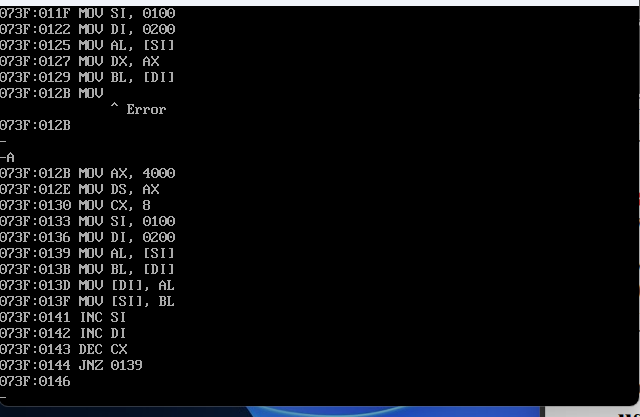 073F:011F MOV SI, 0100
073F:0122 MOV DI, 0200
073F:0125 MOV AL, [SI]
073F:0127 MOV DX, AX
073F:0129 MOV BL, [DI]
073F:012B MOV
^ Error
073F:012B
-
-A
073F:012B MOV AX, 4000
073F:012E MOV DS, AX
073F:0130 MOV CX, 8
073F:0133 MOV SI, 0100
073F:0136 MOV DI, 0200
073F:0139 MOV AL, [SI]
073F:013B MOV BL, [DI]
073F:013D MOV [DI], AL
073F:013F MOV [SI], BL
073F:0141 INC SI
073F:0142 INC DI
073F:0143 DEC CX
073F:0144 JNZ 0139
073F:0146
-